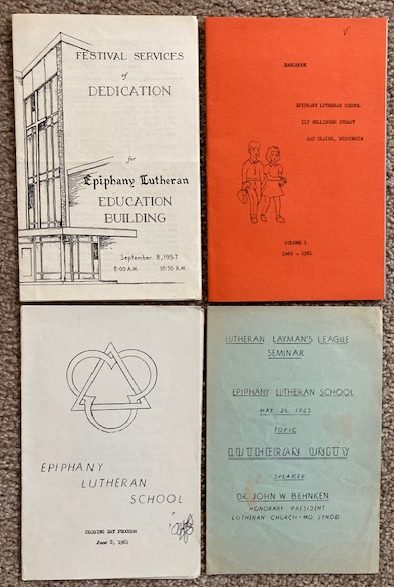 FESTIVAL SERVICES
of
DEDICATION
for
Epiphany Lutheran
EDUCATION
BUILDING
September 8, 1957
8:00 A.M. 10:30 A.M.
HANDBOOK
EPIPHANY LUTHERAN SCHOOL
117 BELLINGER STREET
EAU CLAIRE, WISCONSIN
VOLUME I
1960 - 1961
EPIPHANY
LUTHERAN
SCHOOL
CLOSING DAY PROGRAM
June 8, 1961
LUTHERAN LAYMAN'S LEAGUE
SEMINAR
EPIPHANY LUTHERAN SCHOOL
MAY 26, 1963
TOPIC
LUTHERAN UNITY
SPEAKER
DR. JOHN W. BEHNKEN
HONORARY PRESIDENT
LUTHERAN CHURCH-MO. SYNOD